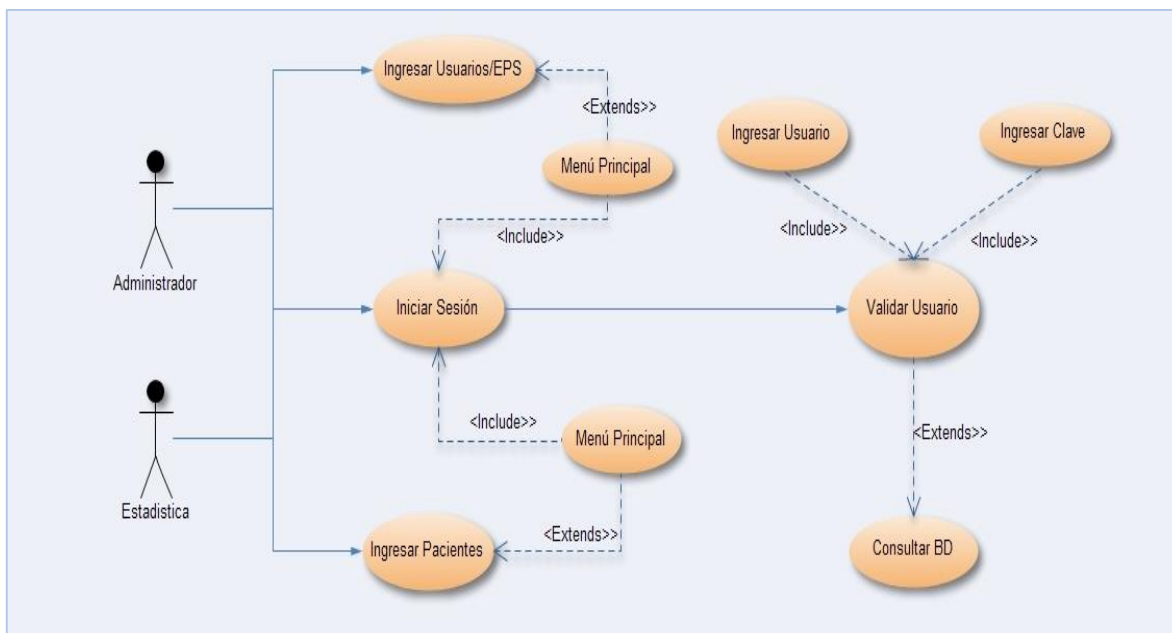 Ingresar Usuarios/EPS
<Extends>>
Ingresar Usuario
Ingresar Clave
Menú Principal
<Include>>
<Include>>
<Include>>
Administrador
Iniciar Sesión
Validar Usuario
<Include>>
Menú Principal
<Extends>>
Estadistica
Ingresar Pacientes
<Extends>>
Consultar BD